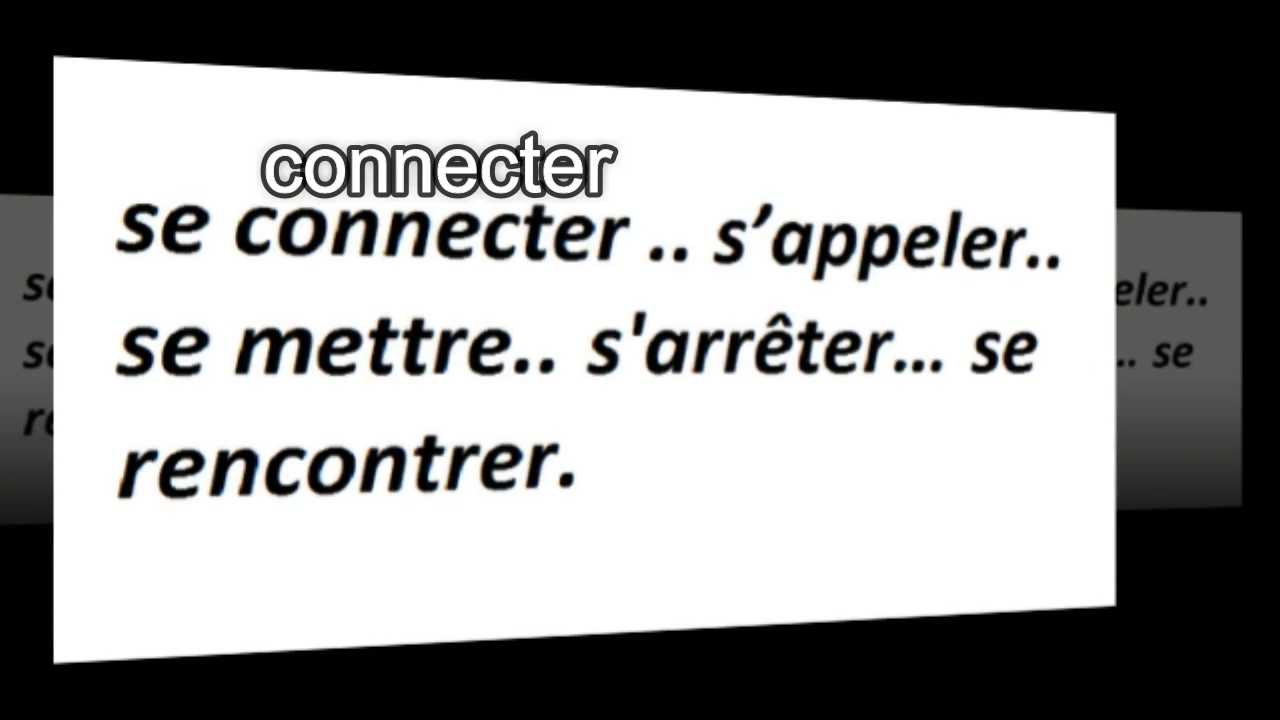 connecter
se connecter .. s’appeler..
se mettre.. s'arrêter... se
rencontrer.